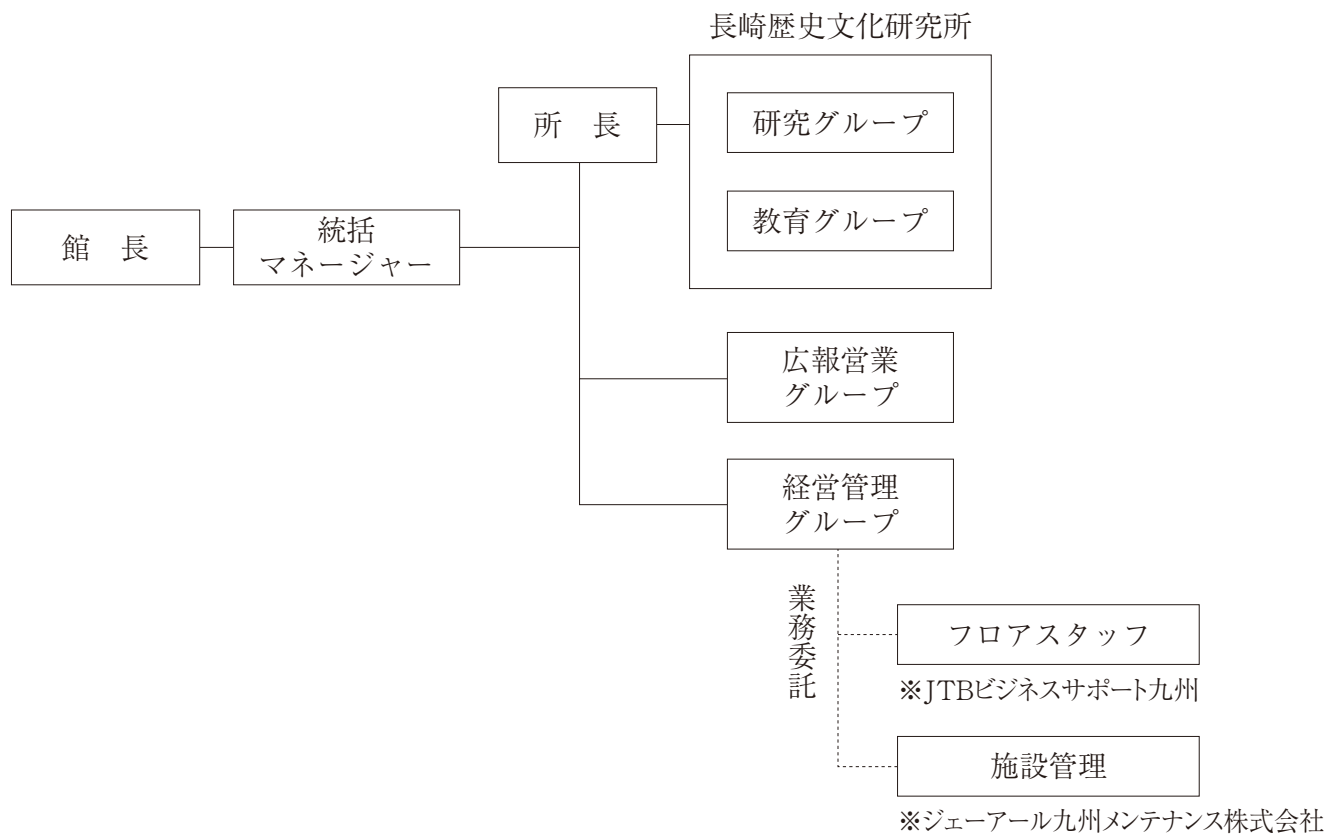 長崎歴史文化研究所
所　長
研究グループ
教育グループ
館　長
統括
マネージャー
広報営業
グループ
経営管理
グループ
業務委託
フロアスタッフ
※JTBビジネスサポート九州
施設管理
※ジェーアール九州メンテナンス株式会社